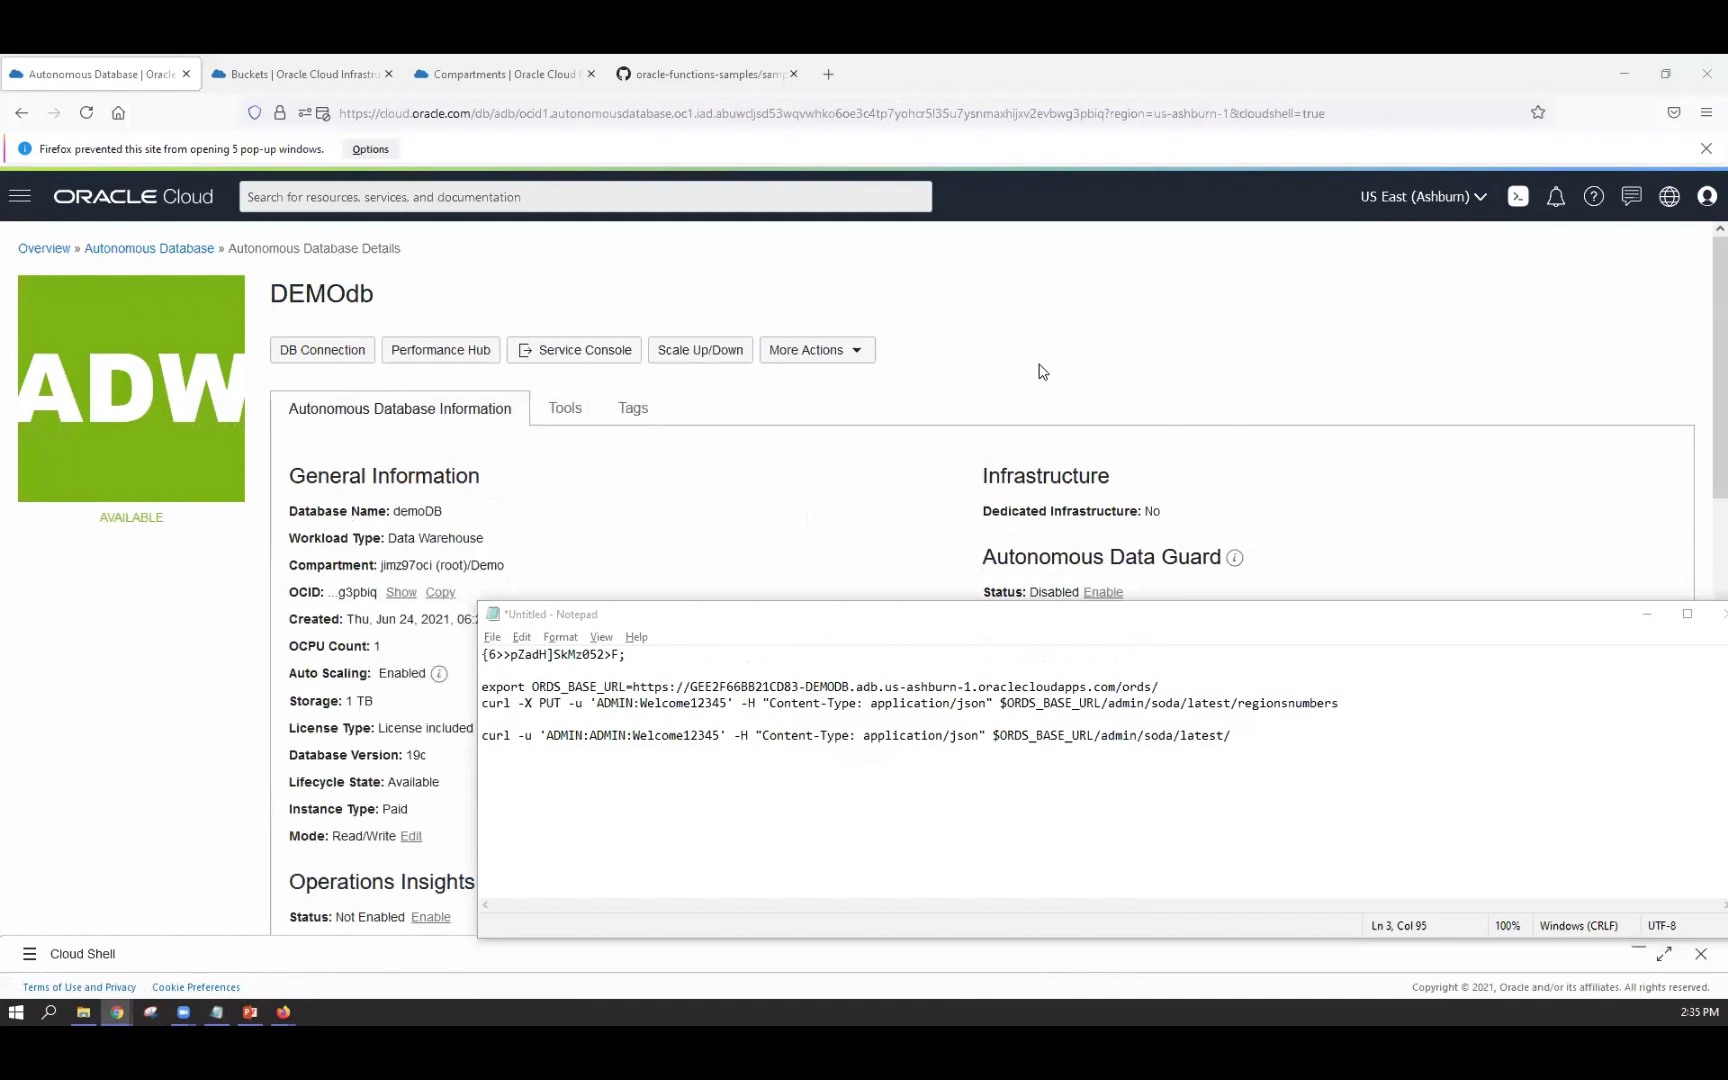 Autonomous Database | Oracle
Buckets | Oracle Cloud Infrastru
Compartments | Oracle Cloud I
oracle-functions-samples/samp
https://cloud.oracle.com/db/adb/ocid1.autonomousdatabase.oc1.iad.abuwcljsd53wqvwhko6oe3c4tp7yohcr5l35u7ysnmaxhijxv2evbwg3pbiq?region=us-ashburn-1&cloudshell=true
Firefox prevented this site from opening 5 pop-up windows.
Options
ORACLE Cloud
Search for resources, services, and documentation
US East (Ashburn)
Overview » Autonomous Database » Autonomous Database Details
ADW
AVAILABLE
DEMOdb
DB Connection
Performance Hub
Service Console
Scale Up/Down
More Actions
Autonomous Database Information
Tools
Tags
General Information
Database Name: demoDB
Workload Type: Data Warehouse
Compartment: jimz97oci (root)/Demo
OCID: ...g3pbiq Show Copy
Created: Thu, Jun 24, 2021, 06:
OCPU Count: 1
Auto Scaling: Enabled
Storage: 1 TB
License Type: License included
Database Version: 19c
Lifecycle State: Available
Instance Type: Paid
Mode: Read/Write Edit
Operations Insights
Status: Not Enabled Enable
Infrastructure
Dedicated Infrastructure: No
Autonomous Data Guard
Status: Disabled Enable
*Untitled - Notepad
File Edit Format View Help
{6>>pZadH]SkMz052>F;
export ORDS_BASE_URL=https://GEE2F66BB21CD83-DEMODB.adb.us-ashburn-1.oraclecloudapps.com/ords/
curl -X PUT -u 'ADMIN:Welcome12345' -H "Content-Type: application/json" $ORDS_BASE_URL/admin/soda/latest/regionsnumbers
curl -u 'ADMIN:ADMIN:Welcome12345' -H "Content-Type: application/json" $ORDS_BASE_URL/admin/soda/latest/
Ln 3, Col 95
100%
Windows (CRLF)
UTF-8
Cloud Shell
Terms of Use and Privacy
Cookie Preferences
Copyright © 2021, Oracle and/or its affiliates. All rights reserved.
2:35 PM